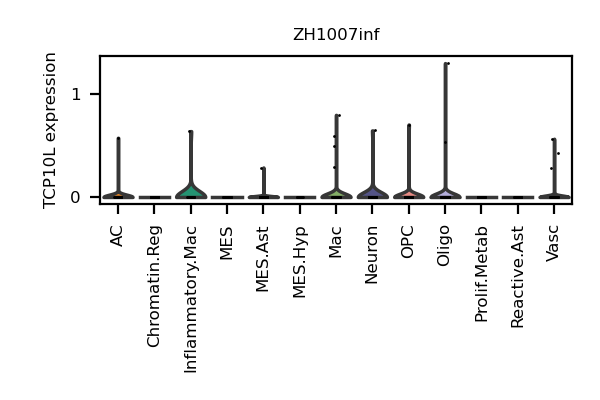 ZH1007inf
TCP10L expression
1
0
AC
Chromatin.Reg
Inflammatory.Mac
MES
MES.Ast
MES.Hyp
Mac
Neuron
OPC
Oligo
Prolif.Metab
Reactive.Ast
Vasc